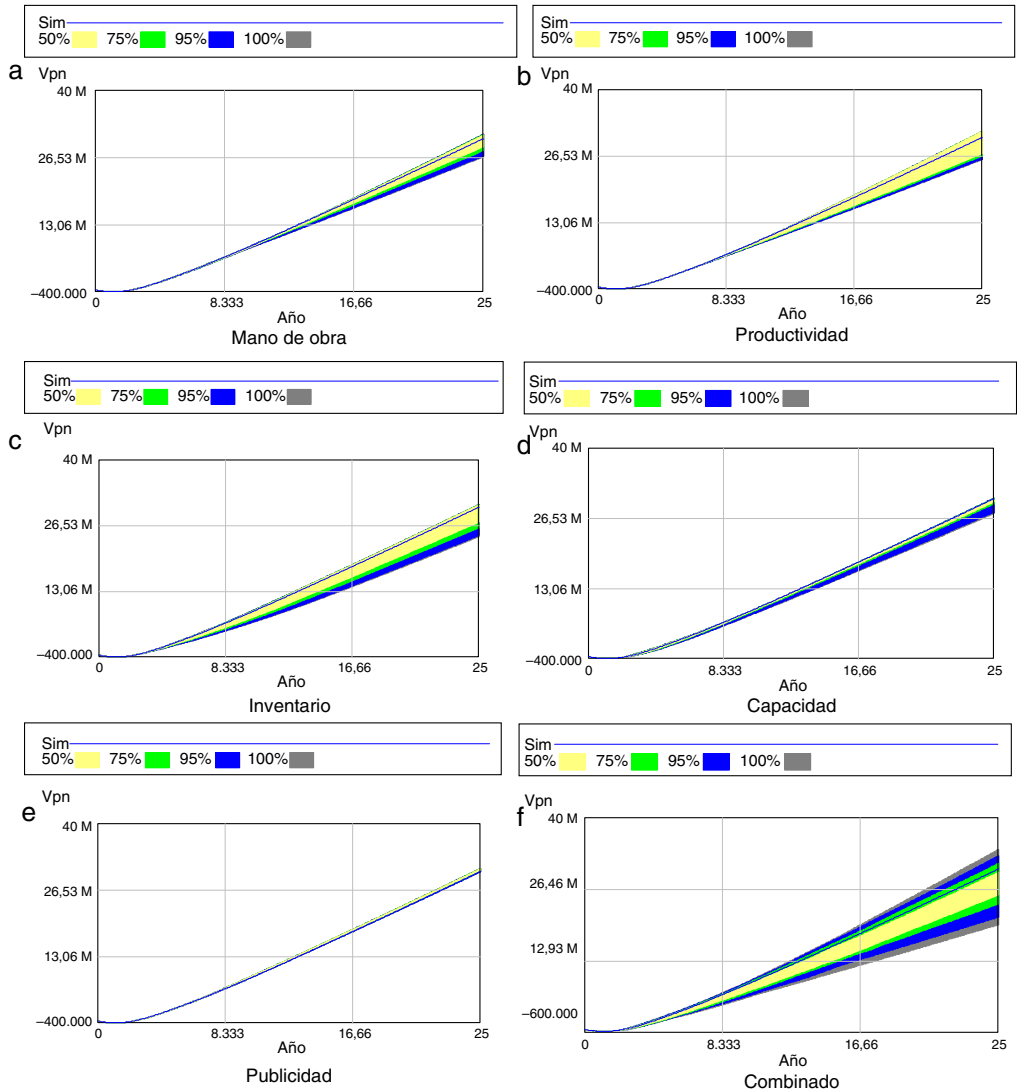 Sim
50% 75% 95% 100%
a
Vpn
40 M
26,53 M
13,06 M
−400.000
0 8.333 16,66 25
Año
Mano de obra
Sim
50% 75% 95% 100%
b
Vpn
40 M
26,53 M
13,06 M
−400.000
0 8.333 16,66 25
Año
Productividad
Sim
50% 75% 95% 100%
c
Vpn
40 M
26,53 M
13,06 M
−400.000
0 8.333 16,66 25
Año
Inventario
Sim
50% 75% 95% 100%
d
Vpn
40 M
26,53 M
13,06 M
−400.000
0 8.333 16,66 25
Año
Capacidad
Sim
50% 75% 95% 100%
e
Vpn
40 M
26,53 M
13,06 M
−400.000
0 8.333 16,66 25
Año
Publicidad
Sim
50% 75% 95% 100%
f
Vpn
40 M
26,46 M
12,93 M
−600.000
0 8.333 16,66 25
Año
Combinado